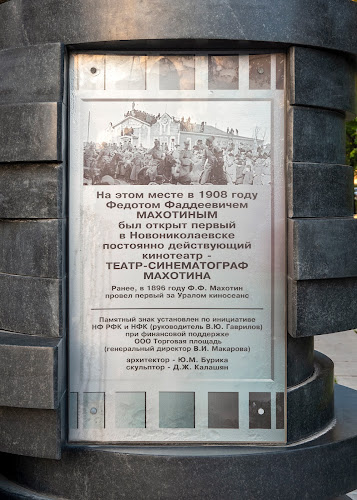 На этом месте в 1908 году
Федотом Фаддеевичем
МАХОТИНЫМ
был открыт первый
в Новониколаевске
постоянно действующий
кинотеатр -
ТЕАТР-СИНЕМАТОГРАФ
МАХОТИНА
Ранее, в 1896 году Ф.Ф. Махотин
провел первый за Уралом киносеанс
Памятный знак установлен по инициативе
НФ РФК и НФК (руководитель В.Ю. Гаврилов)
при финансовой поддержке
ООО Торговая площадь
(генеральный директор В.И. Макарова)
архитектор - Ю.М. Бурика
скульптор - Д.Ж. Калашян